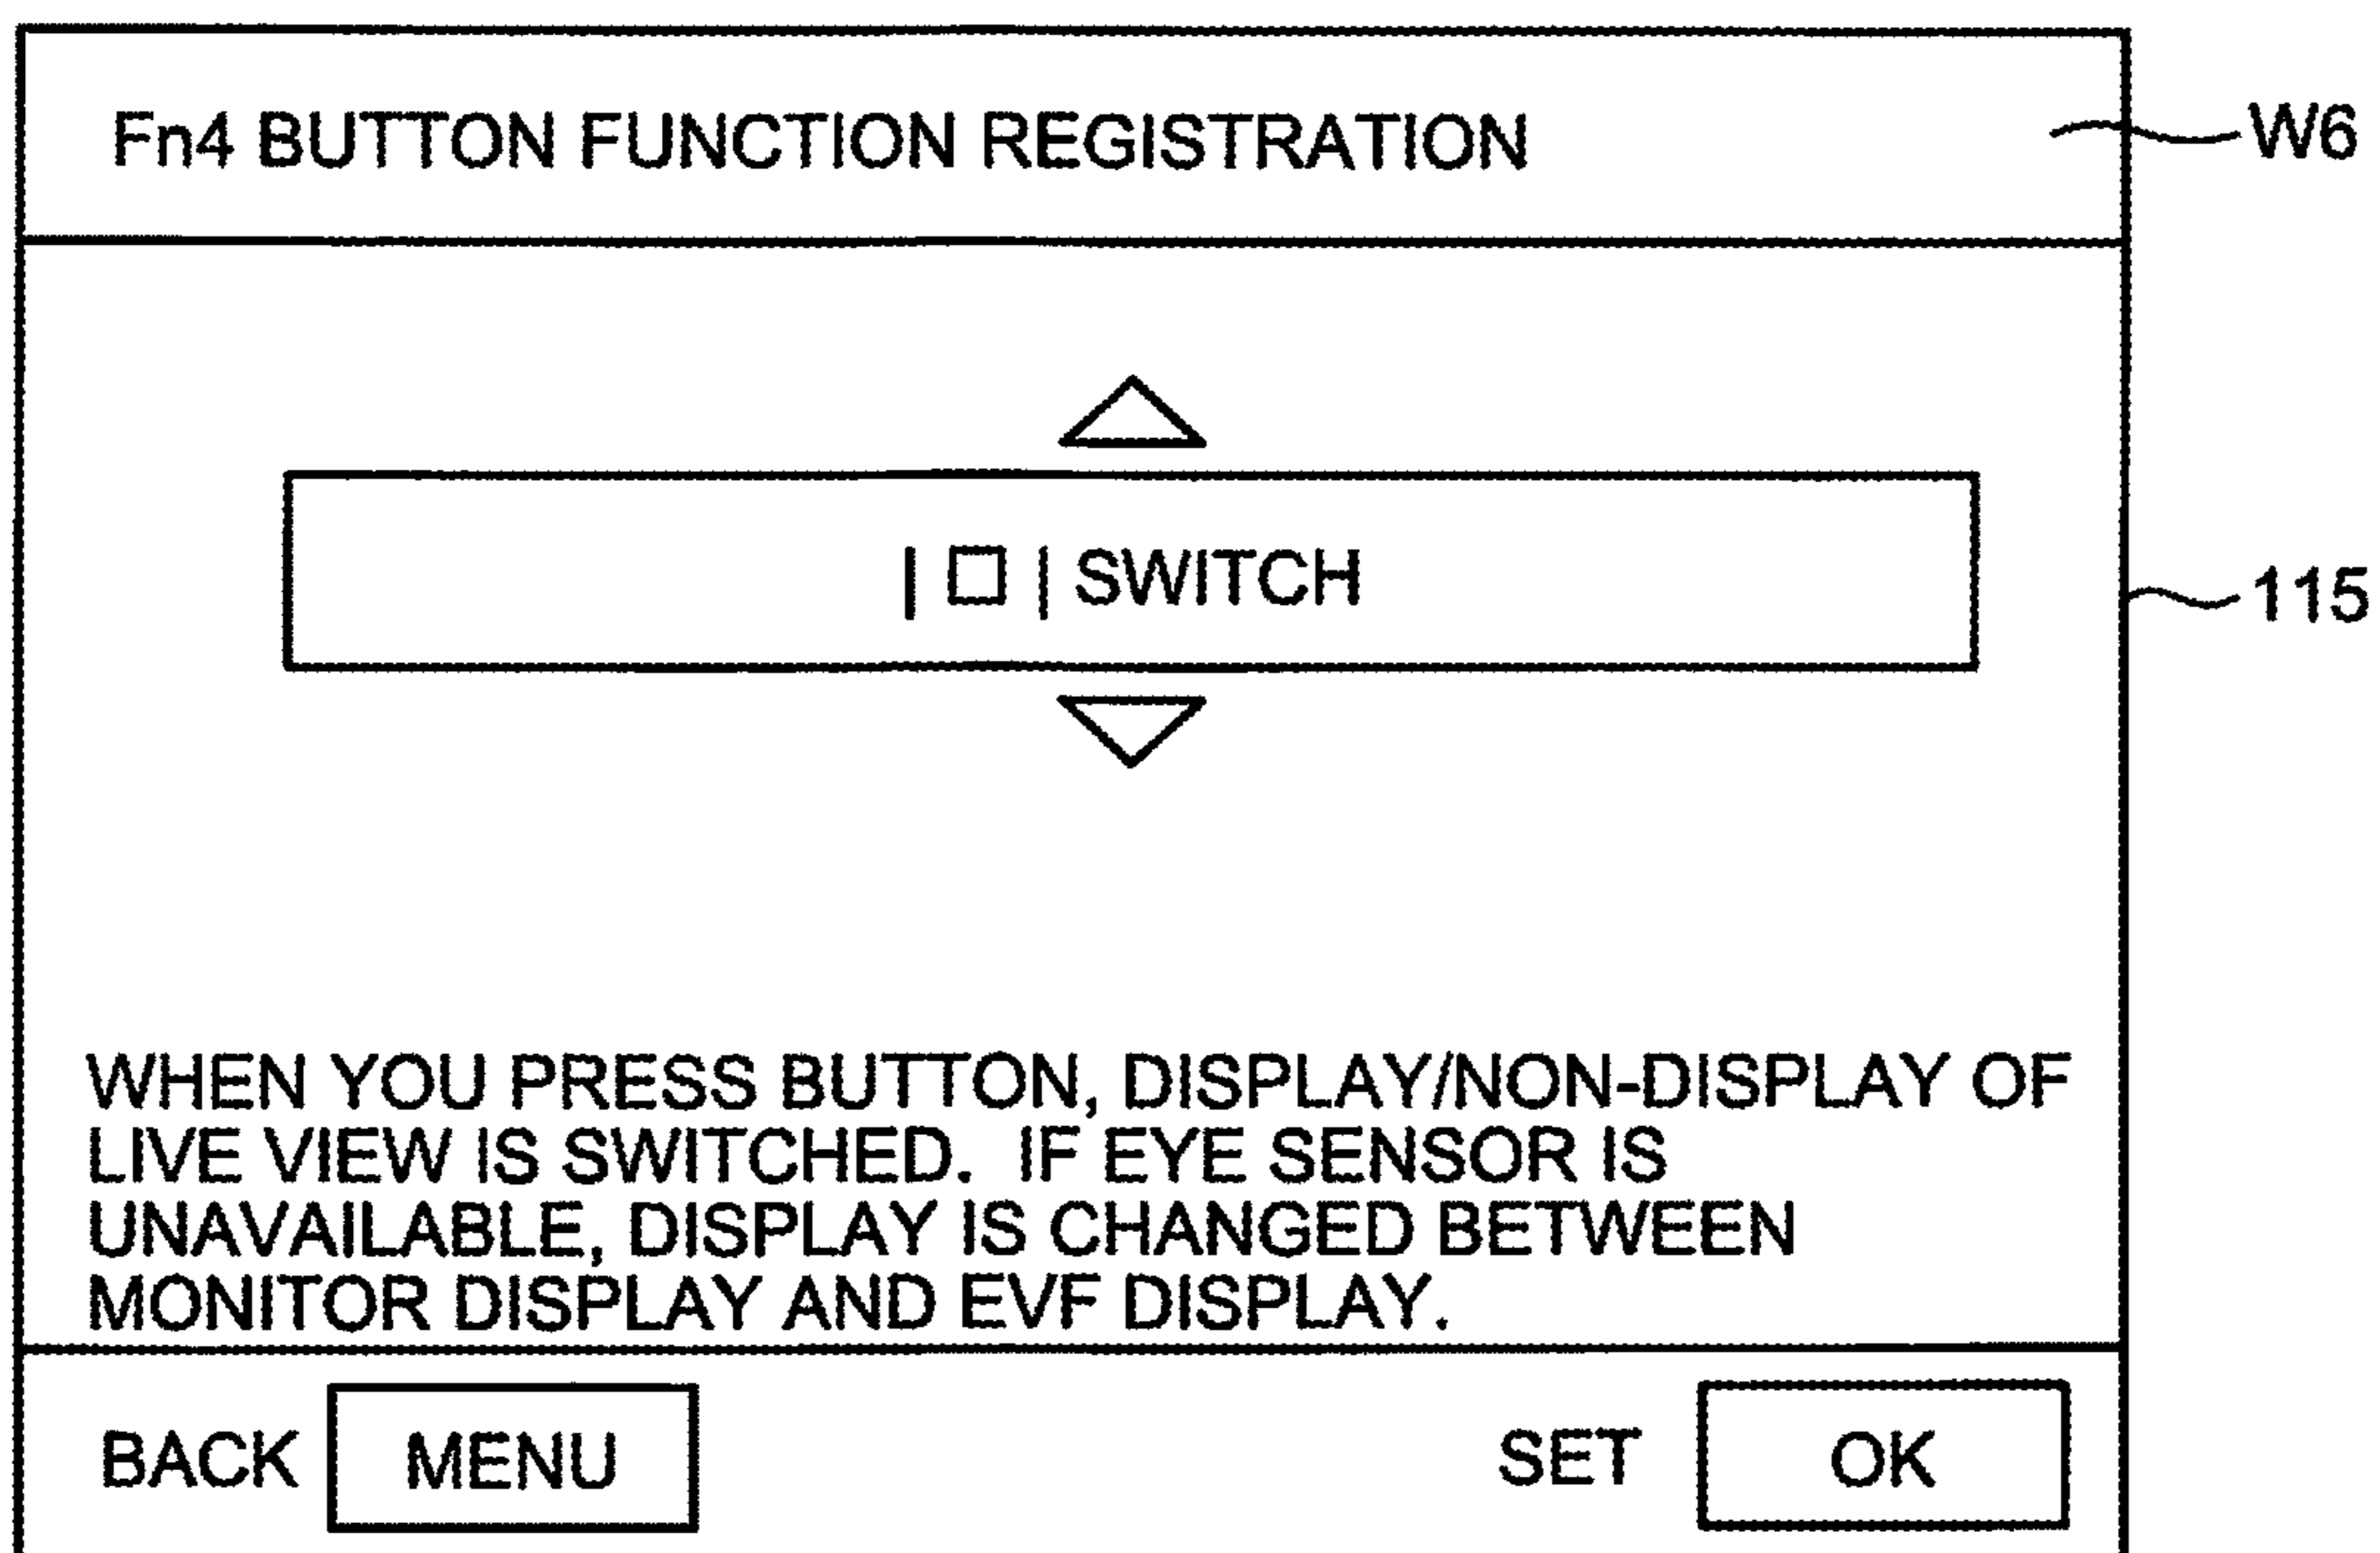 Fn4 BUTTON FUNCTION REGISTRATION
W6
|□| SWITCH
115
WHEN YOU PRESS BUTTON, DISPLAY/NON-DISPLAY OF
LIVE VIEW IS SWITCHED. IF EYE SENSOR IS
UNAVAILABLE, DISPLAY IS CHANGED BETWEEN
MONITOR DISPLAY AND EVF DISPLAY.
BACK MENU SET OK